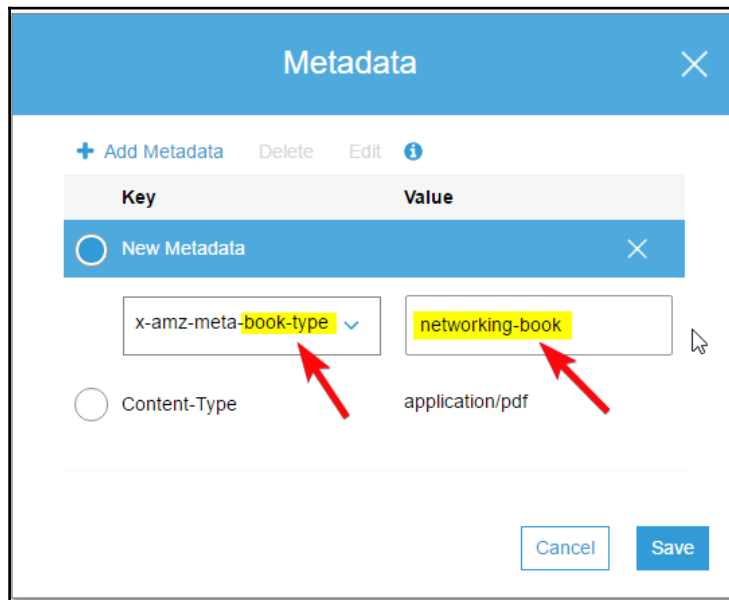 Metadata
Add Metadata Delete Edit
Key Value
New Metadata
x-amz-meta-book-type networking-book
Content-Type application/pdf
Cancel Save